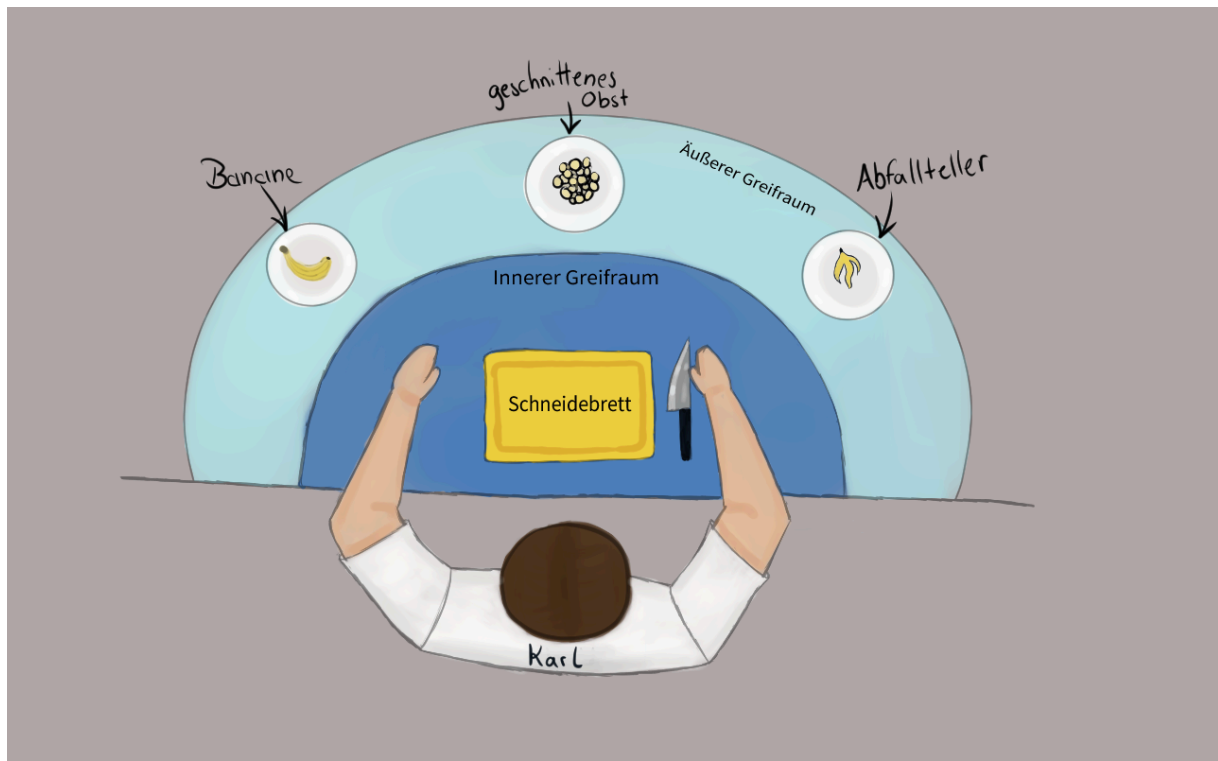 geschnittenes
Obst
Äußerer Greifraum
Banane
Abfallteller
Innerer Greifraum
Schneidebrett
Karl